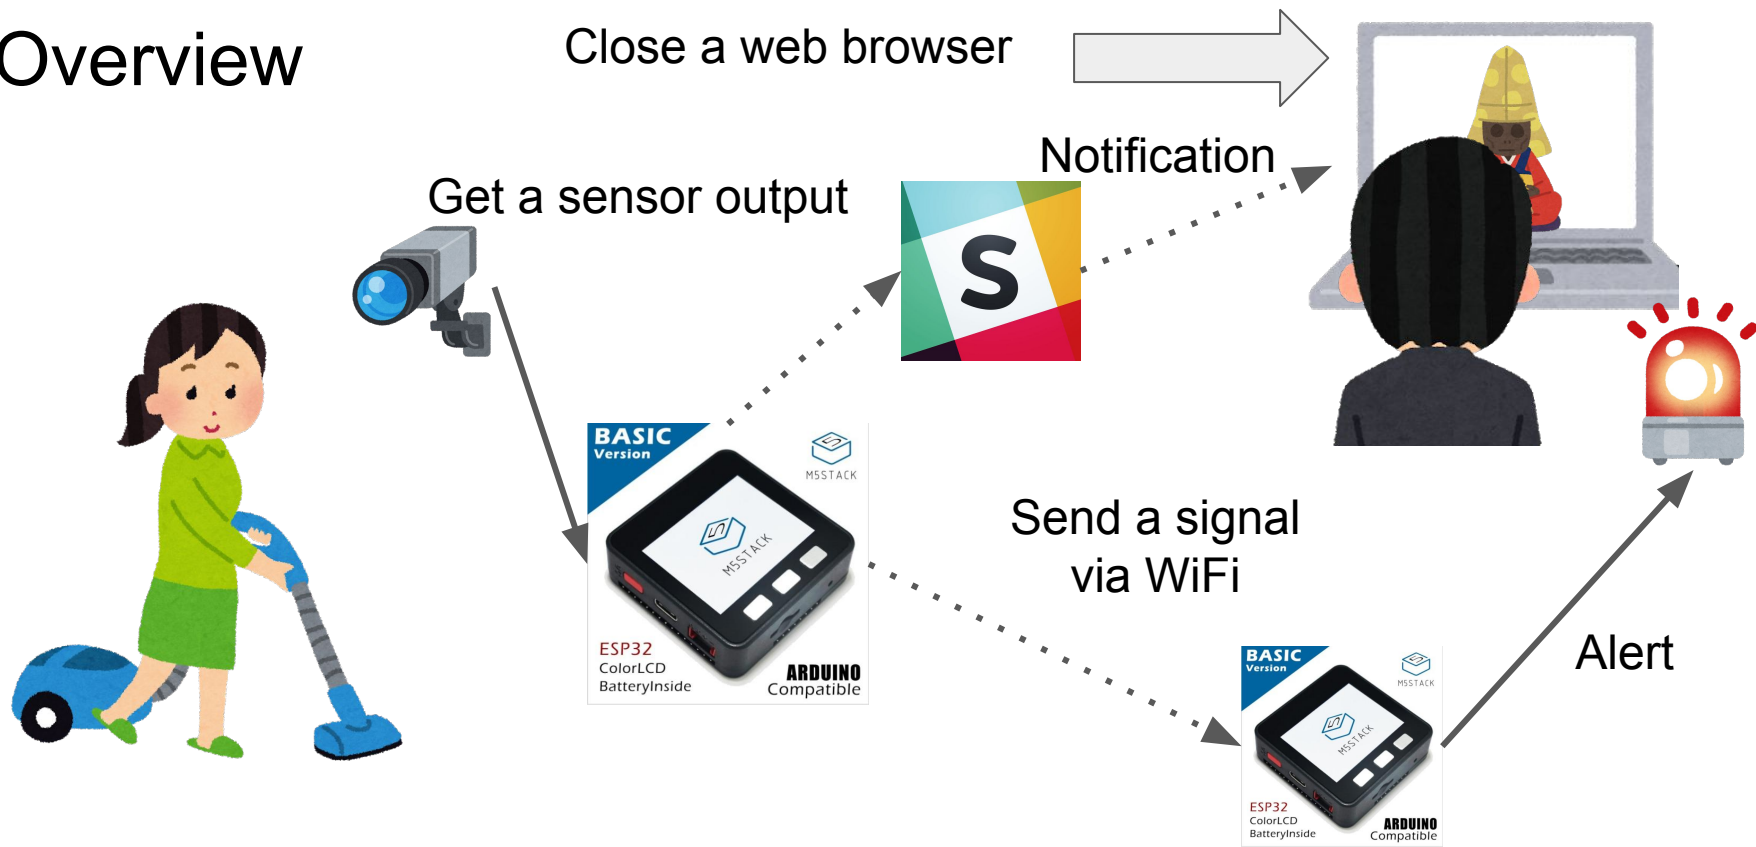 Overview
Close a web browser
Notification
Get a sensor output
S
BASIC
Version
M5STACK
M5STACK
ESP32
ColorLCD
BatteryInside
ARDUINO
Compatible
Send a signal
via WiFi
Alert
BASIC
Version
M5STACK
M5STACK
ESP32
ColorLCD
BatteryInside
ARDUINO
Compatible